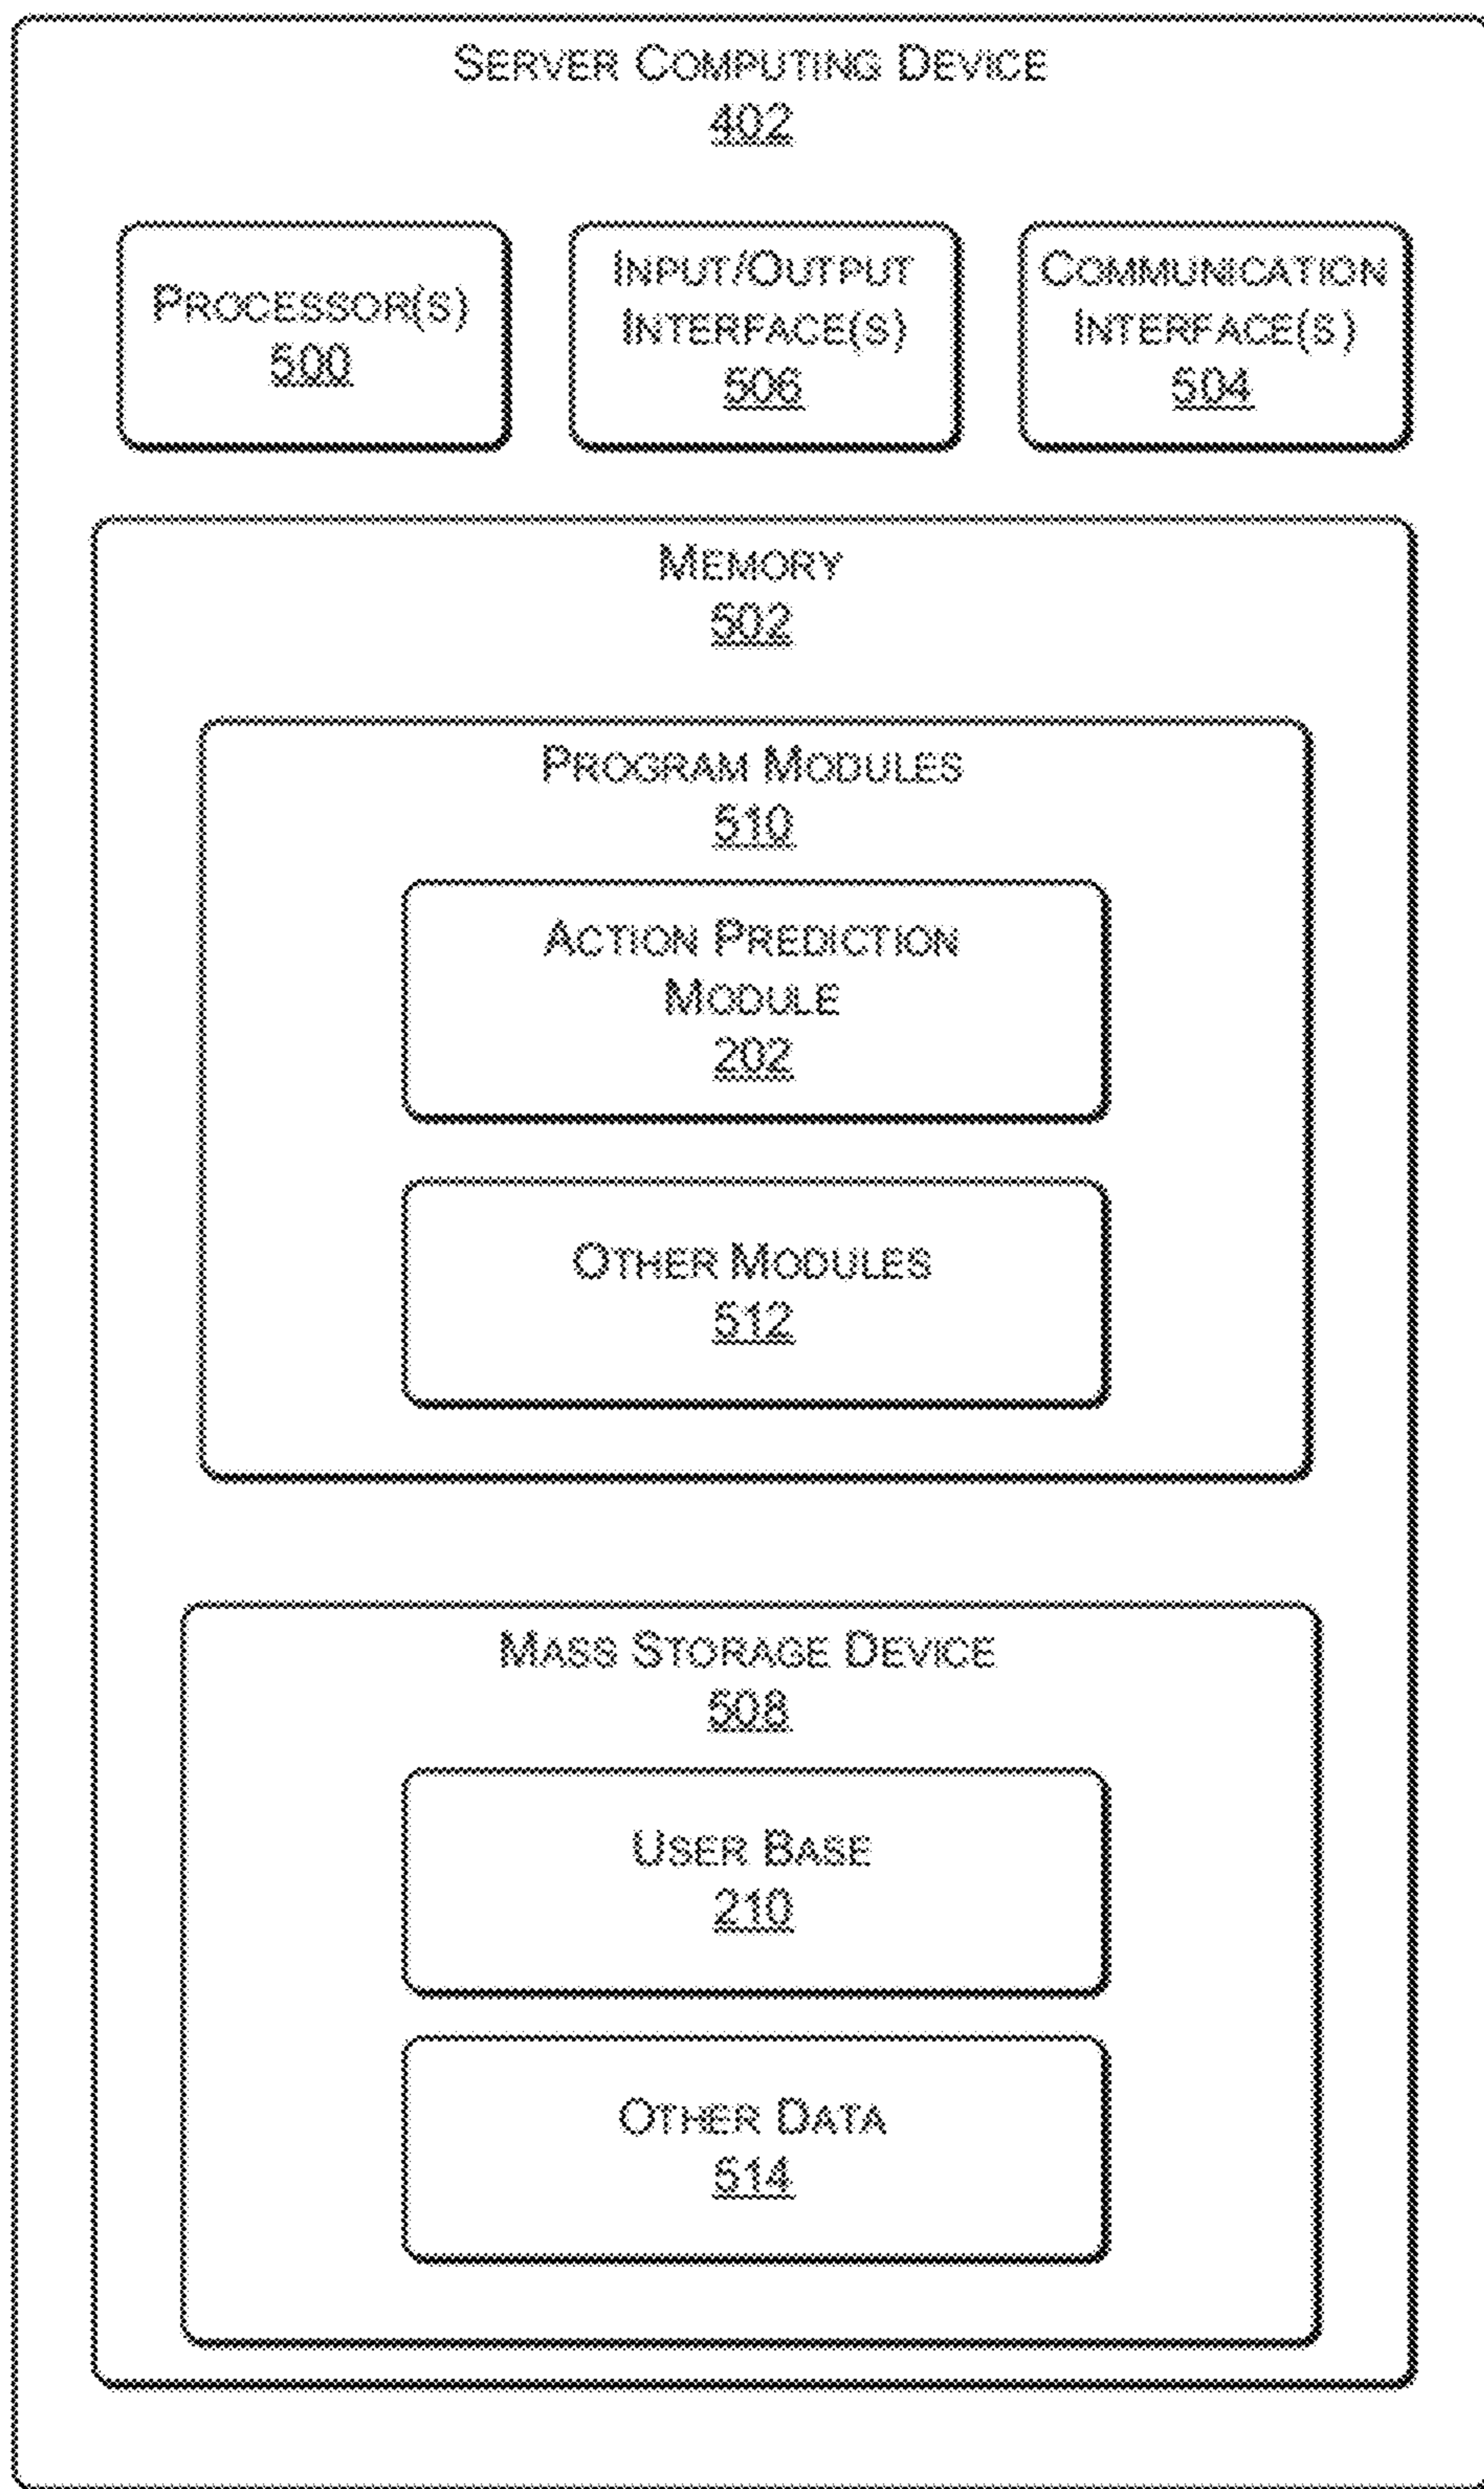 SERVER COMPUTING DEVICE
402
PROCESSOR(S)
500
INPUT/OUTPUT
INTERFACE(S)
506
COMMUNICATION
INTERFACE(S)
504
MEMORY
502
PROGRAM MODULES
510
ACTION PREDICTION
MODULE
202
OTHER MODULES
512
MASS STORAGE DEVICE
508
USER BASE
210
OTHER DATA
514